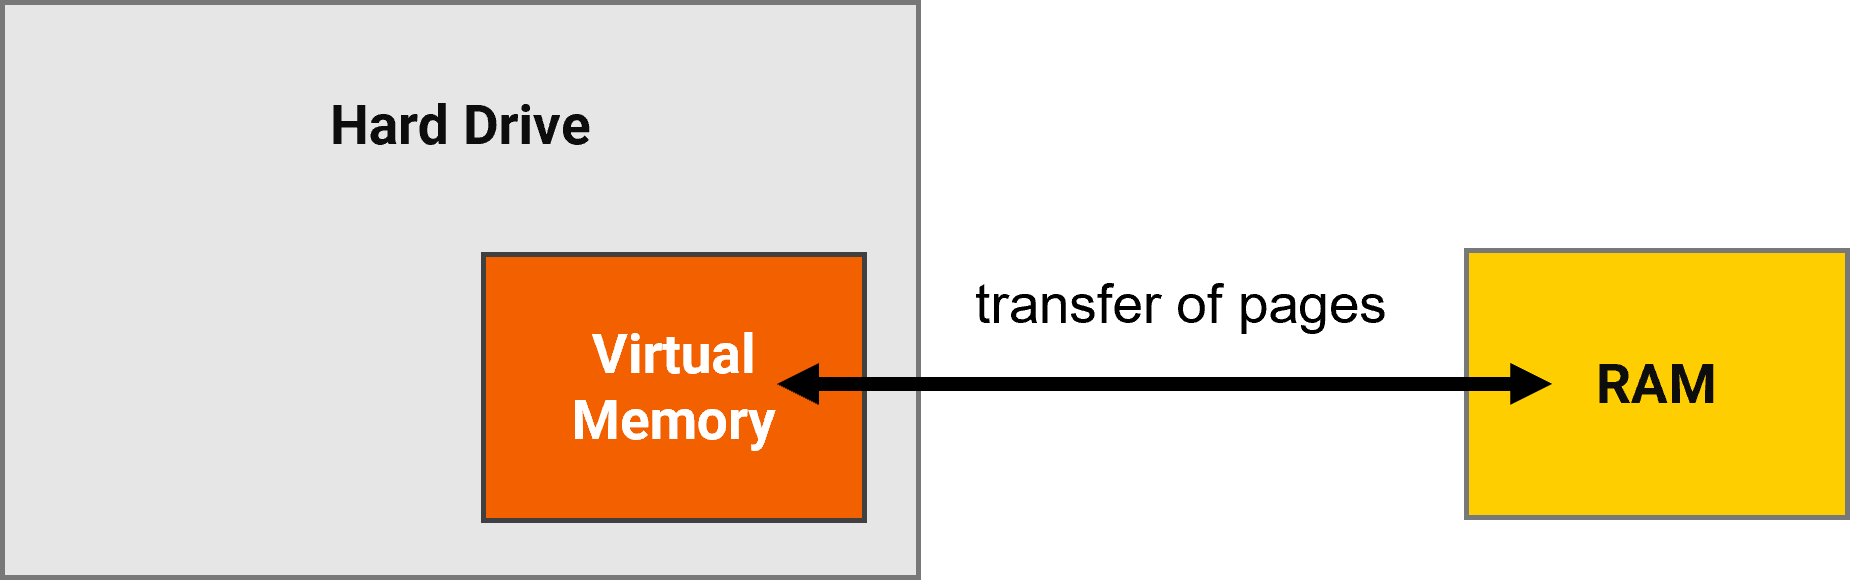 Hard Drive
transfer of pages
Virtual
Memory
RAM